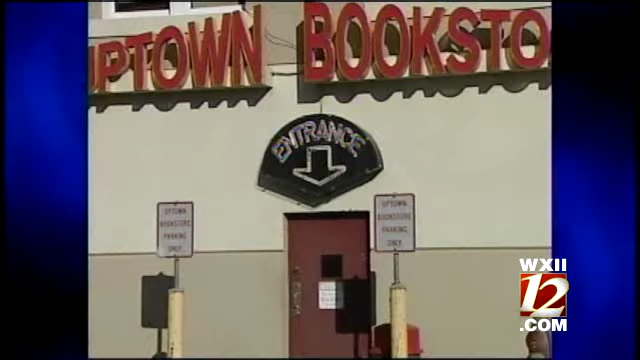 UPTOWN BOOKSTO
ENTRANCE
UPTOWN
BOOKSTORE
PARKING
ONLY
UPTOWN
BOOKSTORE
PARKING
ONLY
WXII
12
.COM